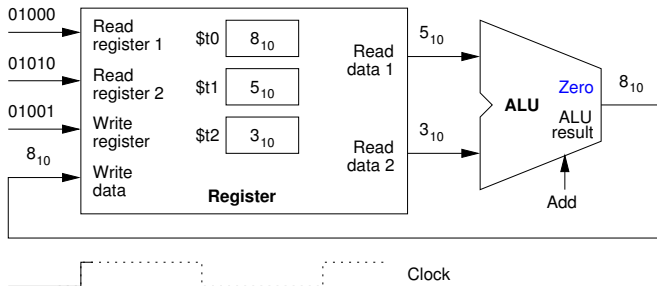 01000
Read
register 1
$t0
8₁₀
Read
data 1
5₁₀
01010
Read
register 2
$t1
5₁₀
Zero
8₁₀
ALU
ALU
result
01001
Write
register
$t2
3₁₀
Read
data 2
3₁₀
8₁₀
Write
data
Register
Add
Clock